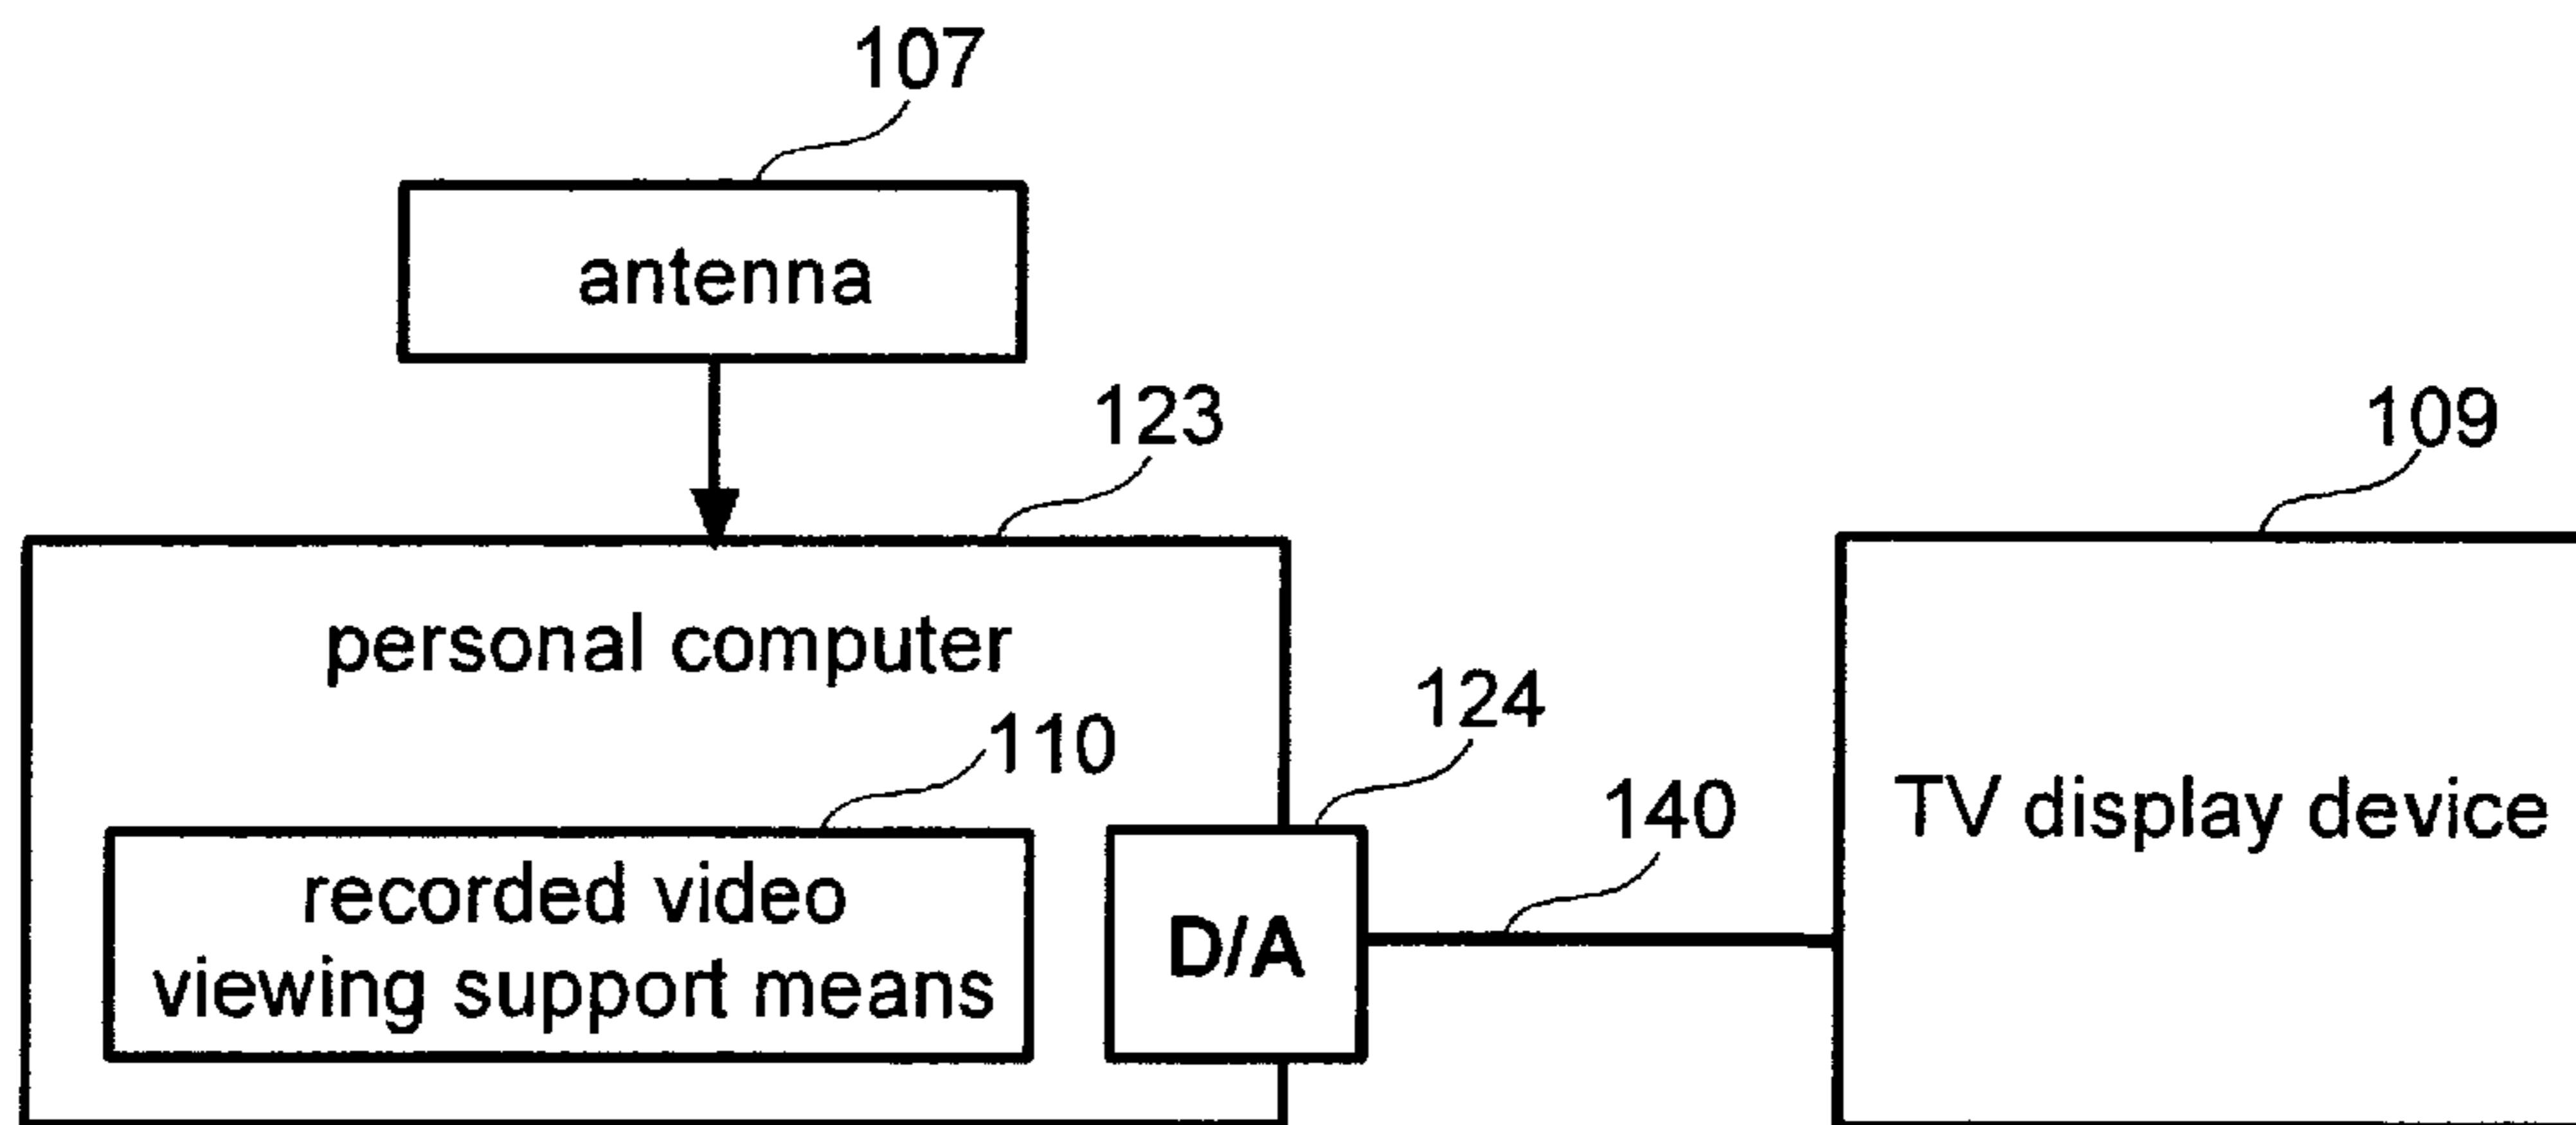 107
antenna
123
109
personal computer
124
110
140
TV display device
recorded video
viewing support means
D/A